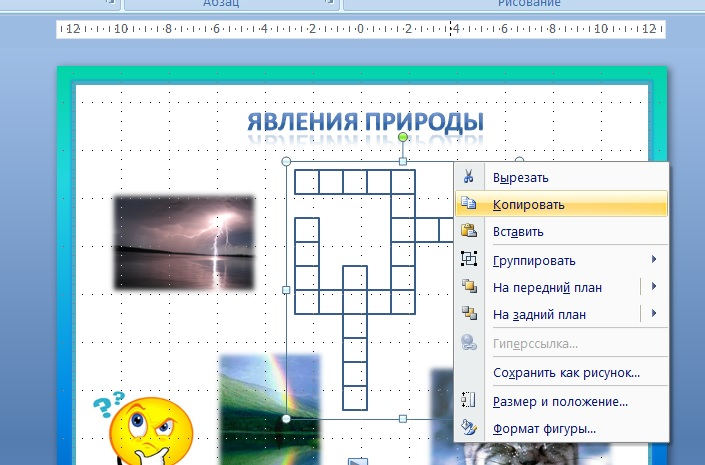 Абзац
Рисование
12 10 8 6 4 2 0 2 4 6 8 10 12
ЯВЛЕНИЯ ПРИРОДЫ
Вырезать
Копировать
Вставить
Группировать
На передний план
На задний план
Гиперссылка...
Сохранить как рисунок...
Размер и положение...
Формат фигуры...
??